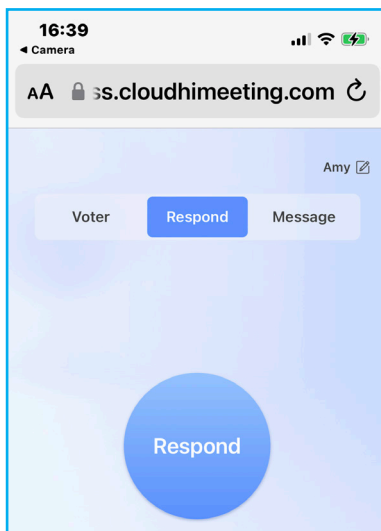 16:39
◀ Camera
AA ss.cloudhimeeting.com
Amy
Voter Respond Message
Respond